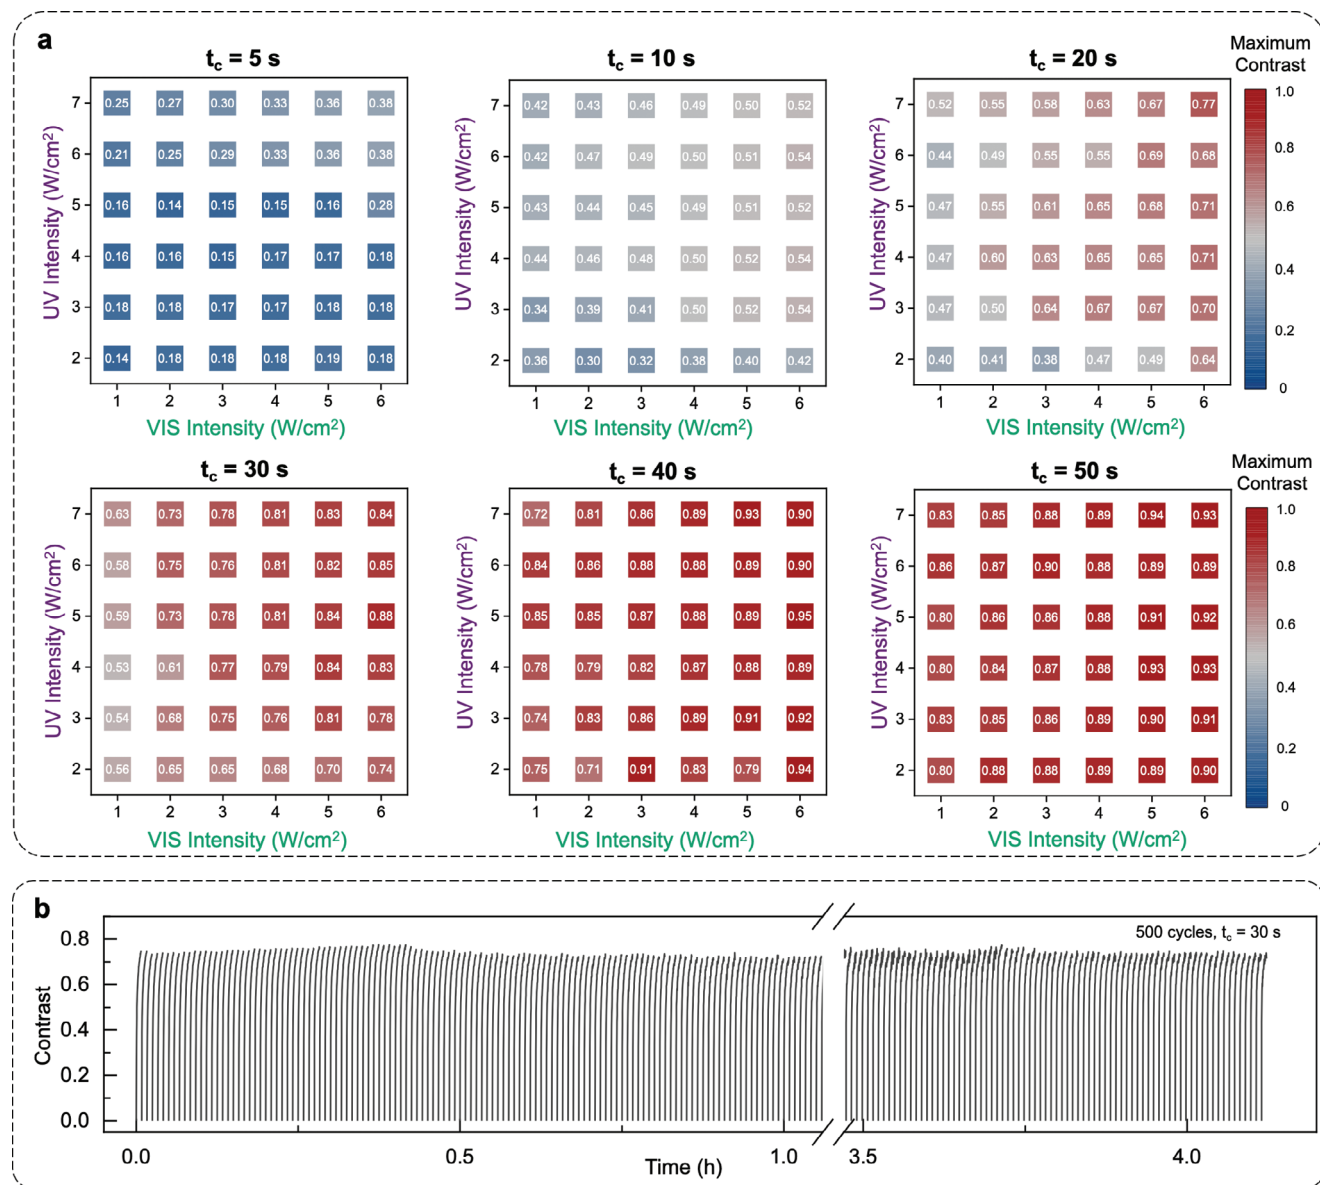 a
t_c = 5 s
t_c = 10 s
t_c = 20 s
Maximum
Contrast
UV Intensity (W/cm²)
7 0.25 0.27 0.30 0.33 0.36 0.38
6 0.21 0.25 0.29 0.33 0.36 0.38
5 0.16 0.14 0.15 0.15 0.16 0.28
4 0.16 0.16 0.15 0.17 0.17 0.18
3 0.18 0.18 0.17 0.17 0.18 0.18
2 0.14 0.18 0.18 0.18 0.19 0.18
1 2 3 4 5 6
VIS Intensity (W/cm²)
UV Intensity (W/cm²)
7 0.42 0.43 0.46 0.49 0.50 0.52
6 0.42 0.47 0.49 0.50 0.51 0.54
5 0.43 0.44 0.45 0.49 0.51 0.52
4 0.44 0.46 0.48 0.50 0.52 0.54
3 0.34 0.39 0.41 0.50 0.52 0.54
2 0.36 0.30 0.32 0.38 0.40 0.42
1 2 3 4 5 6
VIS Intensity (W/cm²)
UV Intensity (W/cm²)
7 0.52 0.55 0.58 0.63 0.67 0.77
6 0.44 0.49 0.55 0.55 0.69 0.68
5 0.47 0.55 0.61 0.65 0.68 0.71
4 0.47 0.60 0.63 0.65 0.65 0.71
3 0.47 0.50 0.64 0.67 0.67 0.70
2 0.40 0.41 0.38 0.47 0.49 0.64
1 2 3 4 5 6
VIS Intensity (W/cm²)
1.0
0.8
0.6
0.4
0.2
0
t_c = 30 s
t_c = 40 s
t_c = 50 s
Maximum
Contrast
UV Intensity (W/cm²)
7 0.63 0.73 0.78 0.81 0.83 0.84
6 0.58 0.75 0.76 0.81 0.82 0.85
5 0.59 0.73 0.78 0.81 0.84 0.88
4 0.53 0.61 0.77 0.79 0.84 0.83
3 0.54 0.68 0.75 0.76 0.81 0.78
2 0.56 0.65 0.65 0.68 0.70 0.74
1 2 3 4 5 6
VIS Intensity (W/cm²)
UV Intensity (W/cm²)
7 0.72 0.81 0.86 0.89 0.93 0.90
6 0.84 0.86 0.88 0.88 0.89 0.90
5 0.85 0.85 0.87 0.88 0.89 0.95
4 0.78 0.79 0.82 0.87 0.88 0.89
3 0.74 0.83 0.86 0.89 0.91 0.92
2 0.75 0.71 0.91 0.83 0.79 0.94
1 2 3 4 5 6
VIS Intensity (W/cm²)
UV Intensity (W/cm²)
7 0.83 0.85 0.88 0.89 0.94 0.93
6 0.86 0.87 0.90 0.88 0.89 0.89
5 0.80 0.86 0.86 0.88 0.91 0.92
4 0.80 0.84 0.87 0.88 0.93 0.93
3 0.83 0.85 0.86 0.89 0.90 0.91
2 0.80 0.88 0.88 0.89 0.89 0.90
1 2 3 4 5 6
VIS Intensity (W/cm²)
1.0
0.8
0.6
0.4
0.2
0
b
500 cycles, t_c = 30 s
Contrast
0.8
0.6
0.4
0.2
0.0
0.0 0.5 1.0 3.5 4.0
Time (h)